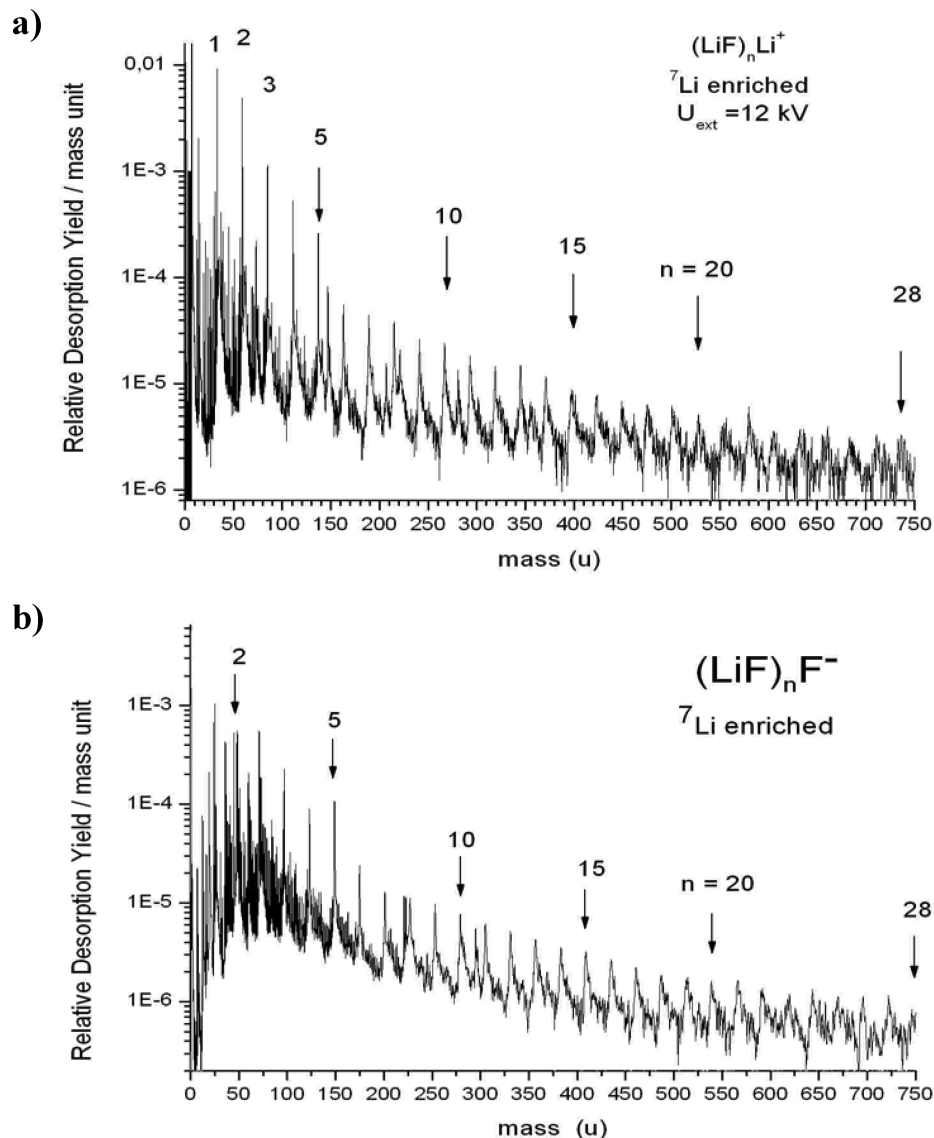 a)
1
2
3
5
10
15
n = 20
28
(LiF)nLi+
7Li enriched
Uext =12 kV
Relative Desorption Yield / mass unit
0,01
1E-3
1E-4
1E-5
1E-6
0 50 100 150 200 250 300 350 400 450 500 550 600 650 700 750
mass (u)
b)
2
5
10
15
n = 20
28
(LiF)nF−
7Li enriched
Relative Desorption Yield / mass unit
1E-3
1E-4
1E-5
1E-6
0 50 100 150 200 250 300 350 400 450 500 550 600 650 700 750
mass (u)